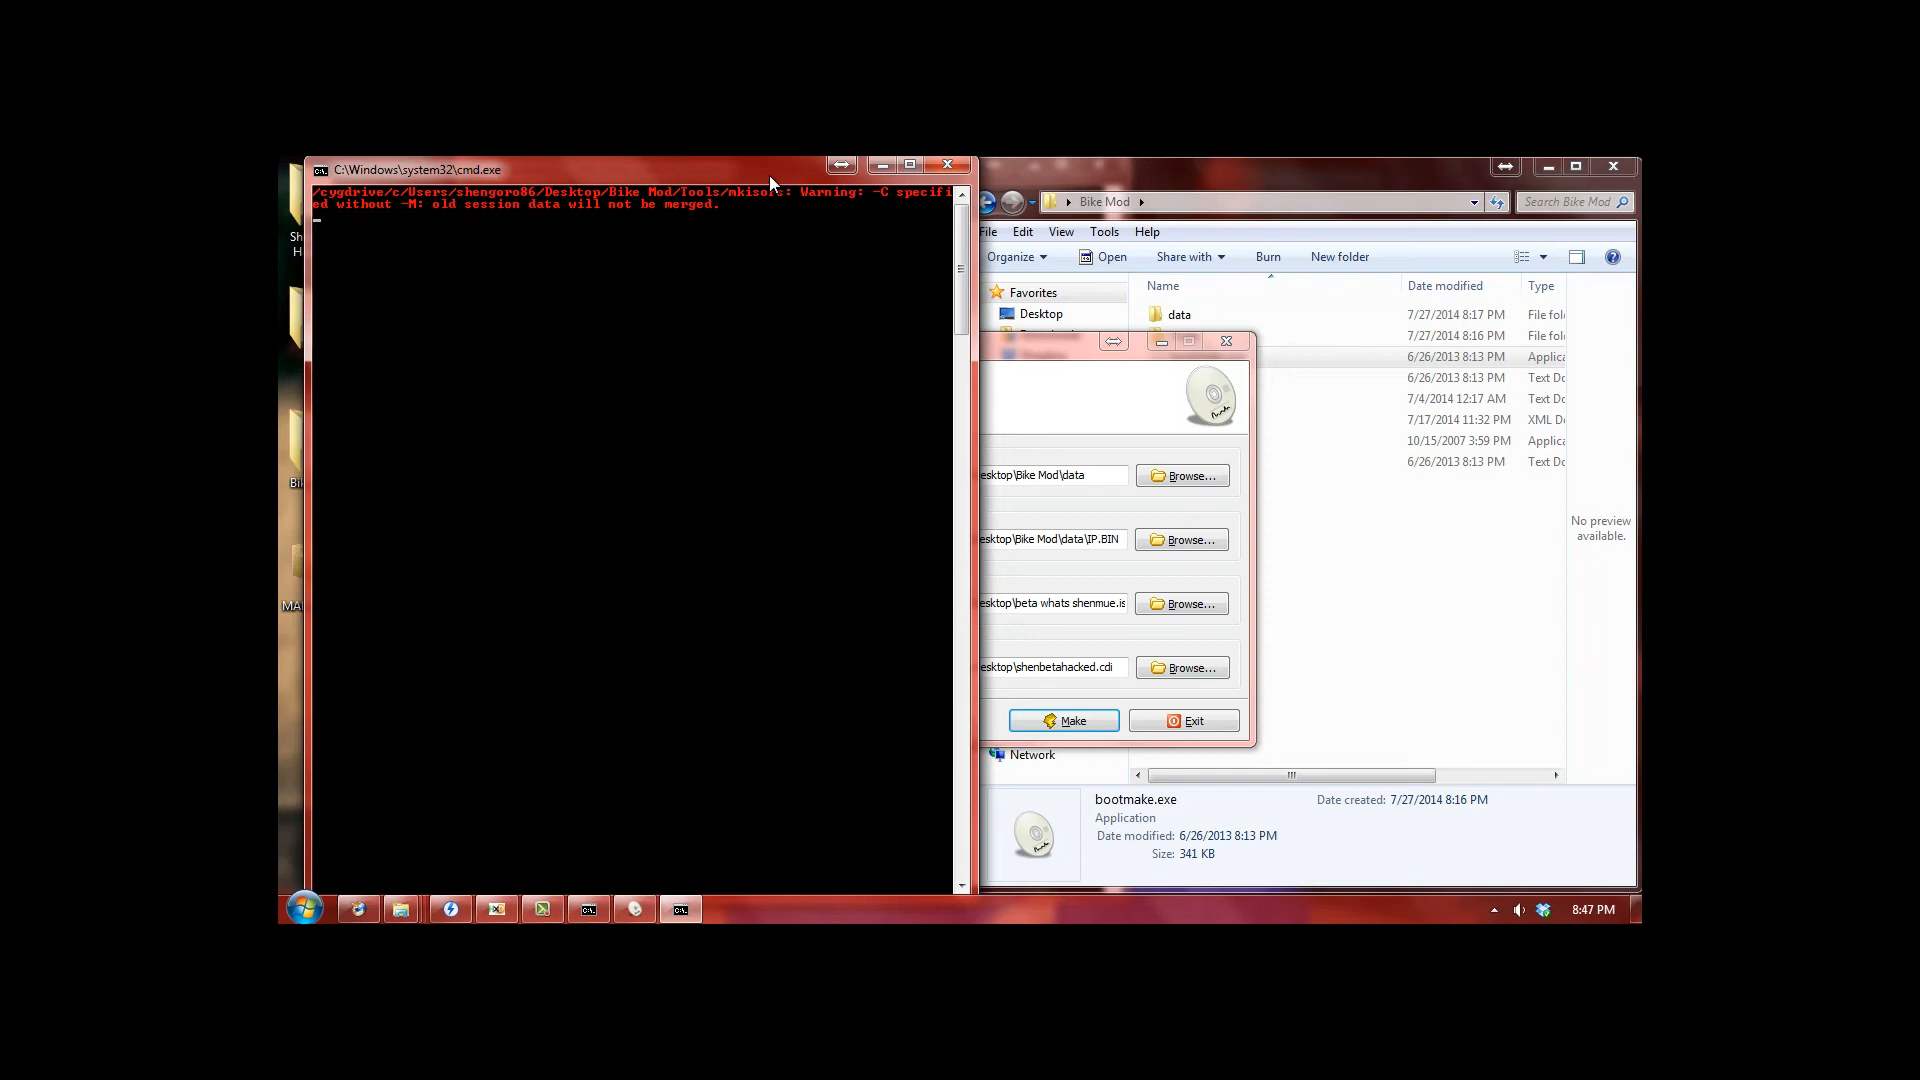 C:\Windows\system32\cmd.exe
/cygdrive/c/Users/shengoro86/Desktop/Bike Mod/Tools/mkisofs: Warning: -C specifi
ed without -M: old session data will not be merged.
Bike Mod
Search Bike Mod
File Edit View Tools Help
Organize Open Share with Burn New folder
Favorites
Desktop
Name Date modified Type
data 7/27/2014 8:17 PM File fol
7/27/2014 8:16 PM File fol
6/26/2013 8:13 PM Applica
6/26/2013 8:13 PM Text Do
7/4/2014 12:17 AM Text Do
7/17/2014 11:32 PM XML Do
10/15/2007 3:59 PM Applica
6/26/2013 8:13 PM Text Do
No preview
available.
esktop\Bike Mod\data Browse...
esktop\Bike Mod\data\IP.BIN Browse...
esktop\beta whats shenmue.is Browse...
esktop\shenbetahacked.cdi Browse...
Make Exit
Network
bootmake.exe Date created: 7/27/2014 8:16 PM
Application
Date modified: 6/26/2013 8:13 PM
Size: 341 KB
Sh
H
Bi
MA
8:47 PM